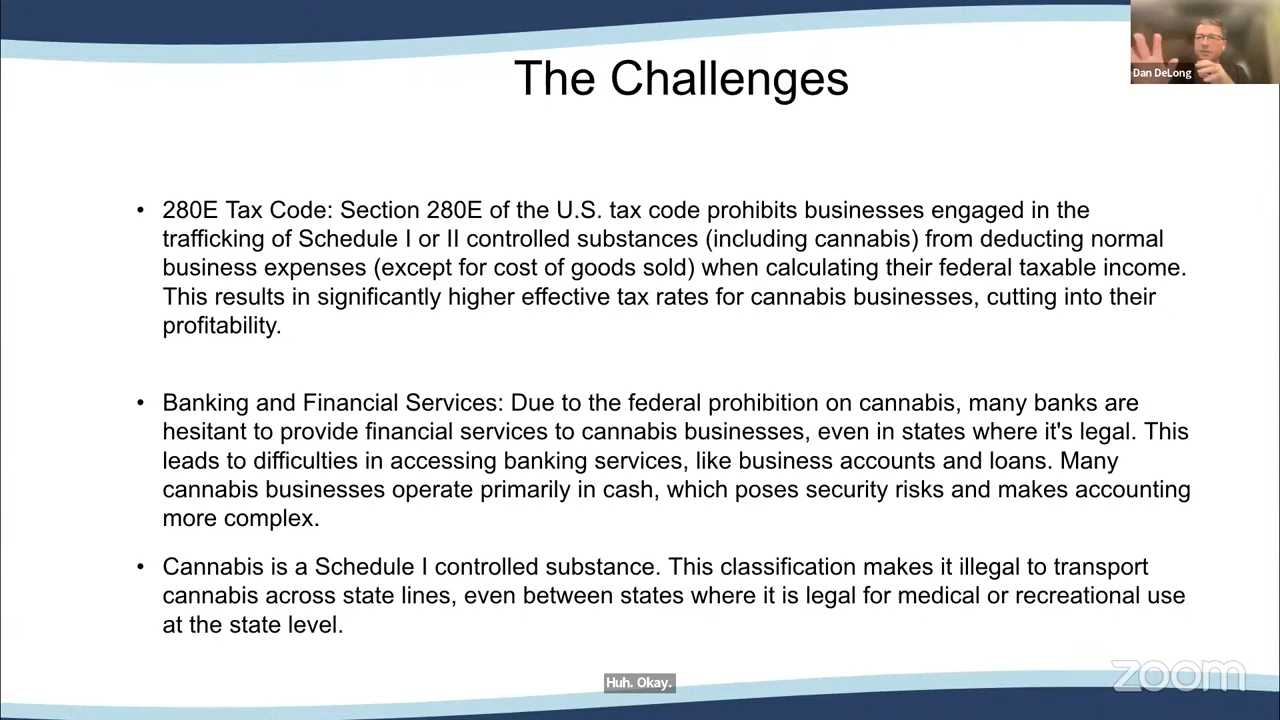 The Challenges
Dan DeLong
• 280E Tax Code: Section 280E of the U.S. tax code prohibits businesses engaged in the
trafficking of Schedule I or II controlled substances (including cannabis) from deducting normal
business expenses (except for cost of goods sold) when calculating their federal taxable income.
This results in significantly higher effective tax rates for cannabis businesses, cutting into their
profitability.
• Banking and Financial Services: Due to the federal prohibition on cannabis, many banks are
hesitant to provide financial services to cannabis businesses, even in states where it's legal. This
leads to difficulties in accessing banking services, like business accounts and loans. Many
cannabis businesses operate primarily in cash, which poses security risks and makes accounting
more complex.
• Cannabis is a Schedule I controlled substance. This classification makes it illegal to transport
cannabis across state lines, even between states where it is legal for medical or recreational use
at the state level.
Huh. Okay.
zoom